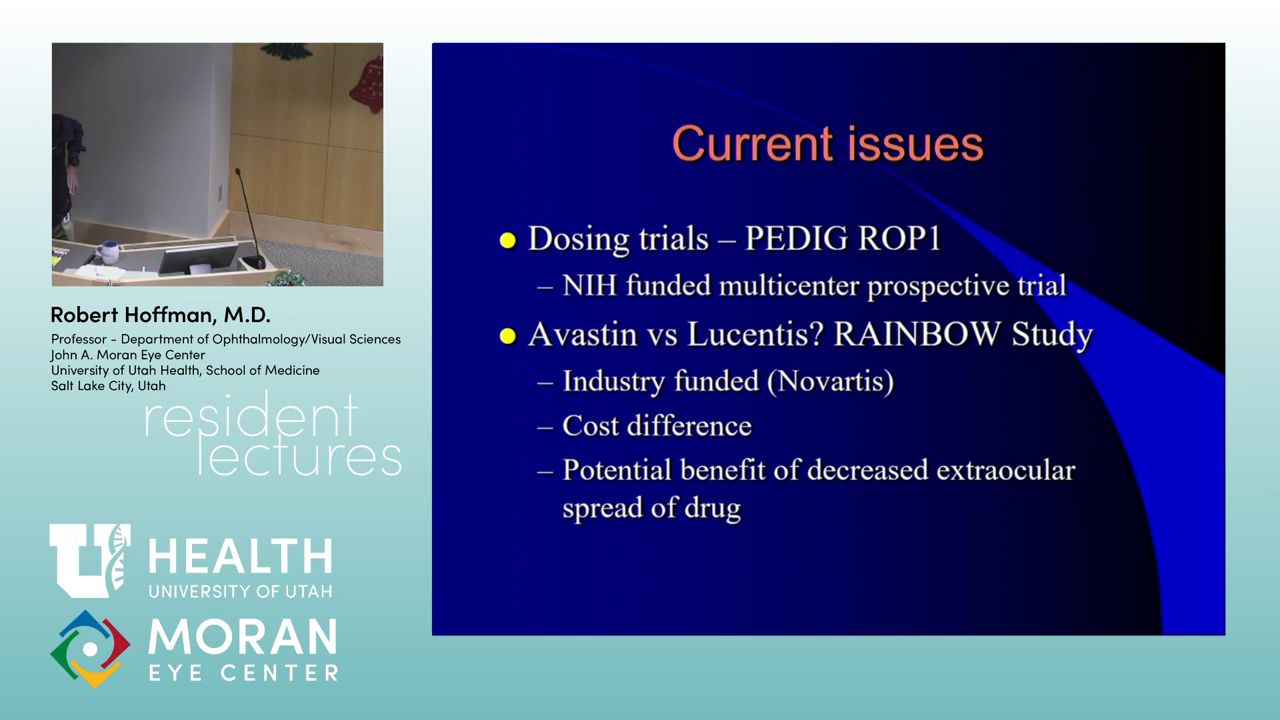 Current issues
Dosing trials – PEDIG ROP1
– NIH funded multicenter prospective trial
Avastin vs Lucentis? RAINBOW Study
– Industry funded (Novartis)
– Cost difference
– Potential benefit of decreased extraocular
spread of drug
Robert Hoffman, M.D.
Professor - Department of Ophthalmology/Visual Sciences
John A. Moran Eye Center
University of Utah Health, School of Medicine
Salt Lake City, Utah
resident
lectures
U HEALTH
UNIVERSITY OF UTAH
MORAN
EYE CENTER